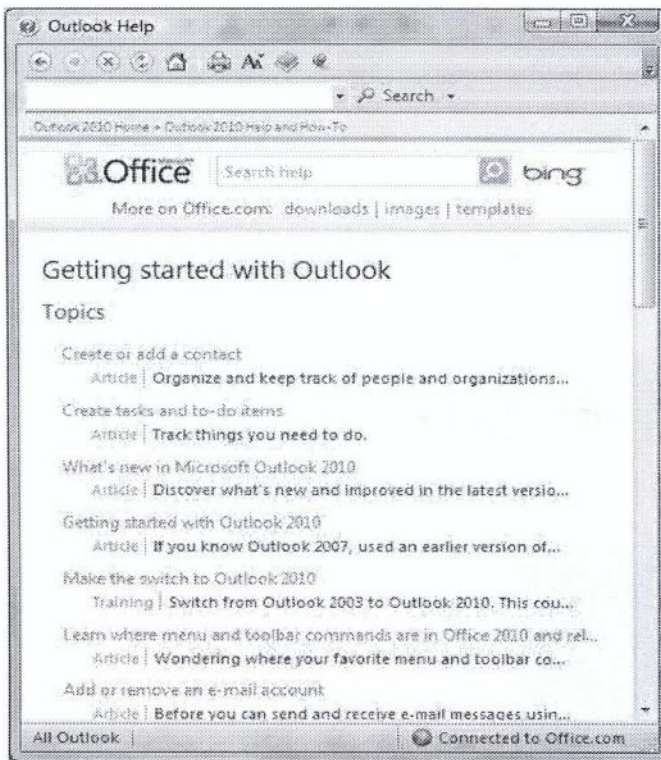 Outlook Help
Search
Outlook 2010 Home > Outlook 2010 Help and How-To
Office Search help bing
More on Office.com: downloads | images | templates
Getting started with Outlook
Topics
Create or add a contact
Article | Organize and keep track of people and organizations...
Create tasks and to-do items
Article | Track things you need to do.
What's new in Microsoft Outlook 2010
Article | Discover what's new and improved in the latest versio...
Getting started with Outlook 2010
Article | If you know Outlook 2007, used an earlier version of...
Make the switch to Outlook 2010
Training | Switch from Outlook 2003 to Outlook 2010. This cou...
Learn where menu and toolbar commands are in Office 2010 and rel...
Article | Wondering where your favorite menu and toolbar co...
Add or remove an e-mail account
Article | Before you can send and receive e-mail messages usin...
All Outlook Connected to Office.com